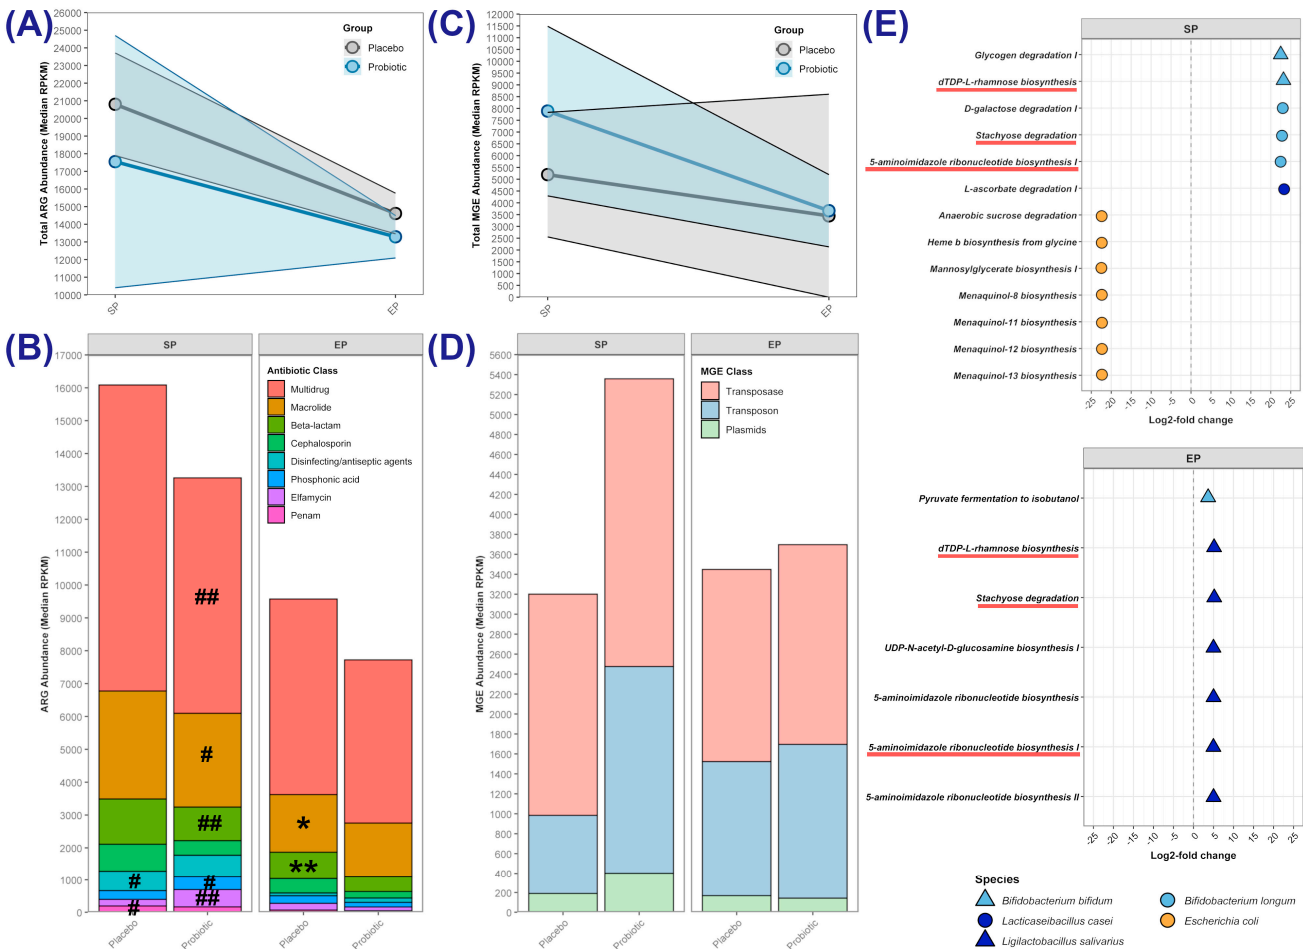 (A)
Total ARG Abundance (Median RPKM)
26000
25000
24000
23000
22000
21000
20000
19000
18000
17000
16000
15000
14000
13000
12000
11000
10000
Group
Placebo
Probiotic
SP
EP
(C)
Total MGE Abundance (Median RPKM)
12000
11500
11000
10500
10000
9500
9000
8500
8000
7500
7000
6500
6000
5500
5000
4500
4000
3500
3000
2500
2000
1500
1000
500
0
Group
Placebo
Probiotic
SP
EP
(B)
SP
EP
ARG Abundance (Median RPKM)
17000
16000
15000
14000
13000
12000
11000
10000
9000
8000
7000
6000
5000
4000
3000
2000
1000
0
Antibiotic Class
Multidrug
Macrolide
Beta-lactam
Cephalosporin
Disinfecting/antiseptic agents
Phosphonic acid
Elfamycin
Penam
##
#
##
#
#
##
#
*
**
Placebo
Probiotic
Placebo
Probiotic
(D)
SP
EP
MGE Abundance (Median RPKM)
5600
5400
5200
5000
4800
4600
4400
4200
4000
3800
3600
3400
3200
3000
2800
2600
2400
2200
2000
1800
1600
1400
1200
1000
800
600
400
200
0
MGE Class
Transposase
Transposon
Plasmids
Placebo
Probiotic
Placebo
Probiotic
(E)
SP
Glycogen degradation I
dTDP-L-rhamnose biosynthesis
D-galactose degradation I
Stachyose degradation
5-aminoimidazole ribonucleotide biosynthesis I
L-ascorbate degradation I
Anaerobic sucrose degradation
Heme b biosynthesis from glycine
Mannosylglycerate biosynthesis I
Menaquinol-8 biosynthesis
Menaquinol-11 biosynthesis
Menaquinol-12 biosynthesis
Menaquinol-13 biosynthesis
-25 -20 -15 -10 -5 0 5 10 15 20 25
Log2-fold change
EP
Pyruvate fermentation to isobutanol
dTDP-L-rhamnose biosynthesis
Stachyose degradation
UDP-N-acetyl-D-glucosamine biosynthesis I
5-aminoimidazole ribonucleotide biosynthesis
5-aminoimidazole ribonucleotide biosynthesis I
5-aminoimidazole ribonucleotide biosynthesis II
-25 -20 -15 -10 -5 0 5 10 15 20 25
Log2-fold change
Species
Bifidobacterium bifidum
Bifidobacterium longum
Lacticaseibacillus casei
Escherichia coli
Ligilactobacillus salivarius